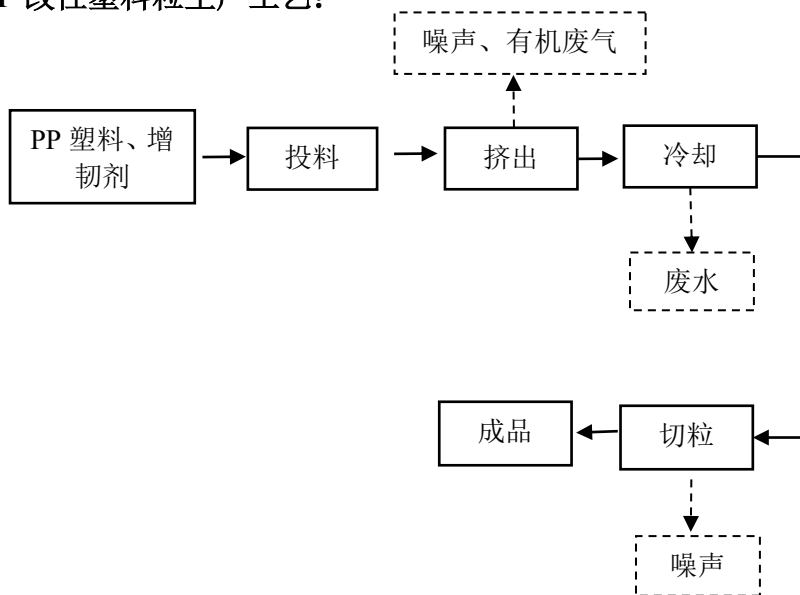 改性塑料粒生产工艺：
噪声、有机废气
PP 塑料、增
韧剂
投料
挤出
冷却
废水
成品
切粒
噪声